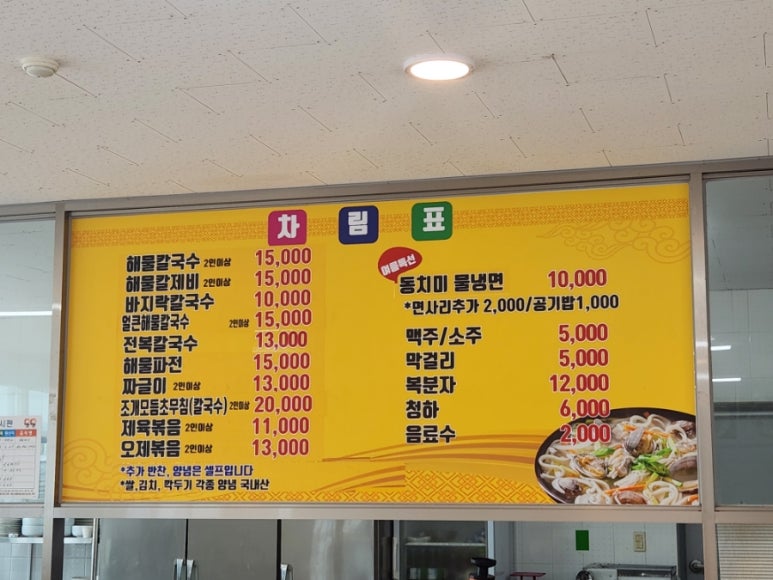 차림표
해물칼국수 2인이상 15,000
해물칼제비 2인이상 15,000
바지락칼국수 10,000
얼큰해물칼국수 2인이상 15,000
전복칼국수 13,000
해물파전 15,000
짜글이 2인이상 13,000
조개모듬초무침(칼국수) 2인이상 20,000
제육볶음 2인이상 11,000
오제볶음 2인이상 13,000
*추가 반찬, 양념은 셀프입니다
*쌀,김치, 깍두기 각종 양념 국내산
여름특선
동치미 물냉면 10,000
*면사리추가 2,000/공기밥1,000
맥주/소주 5,000
막걸리 5,000
복분자 12,000
청하 6,000
음료수 2,000